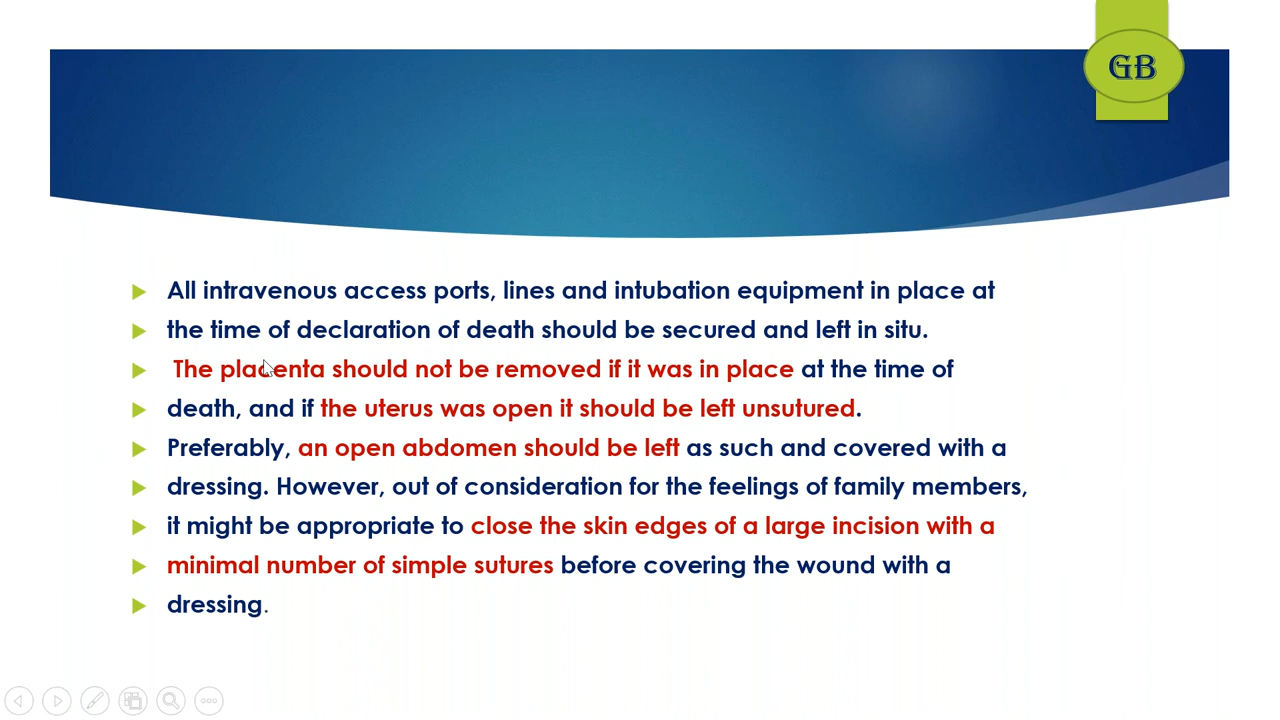 GB
All intravenous access ports, lines and intubation equipment in place at
the time of declaration of death should be secured and left in situ.
The placenta should not be removed if it was in place at the time of
death, and if the uterus was open it should be left unsutured.
Preferably, an open abdomen should be left as such and covered with a
dressing. However, out of consideration for the feelings of family members,
it might be appropriate to close the skin edges of a large incision with a
minimal number of simple sutures before covering the wound with a
dressing.